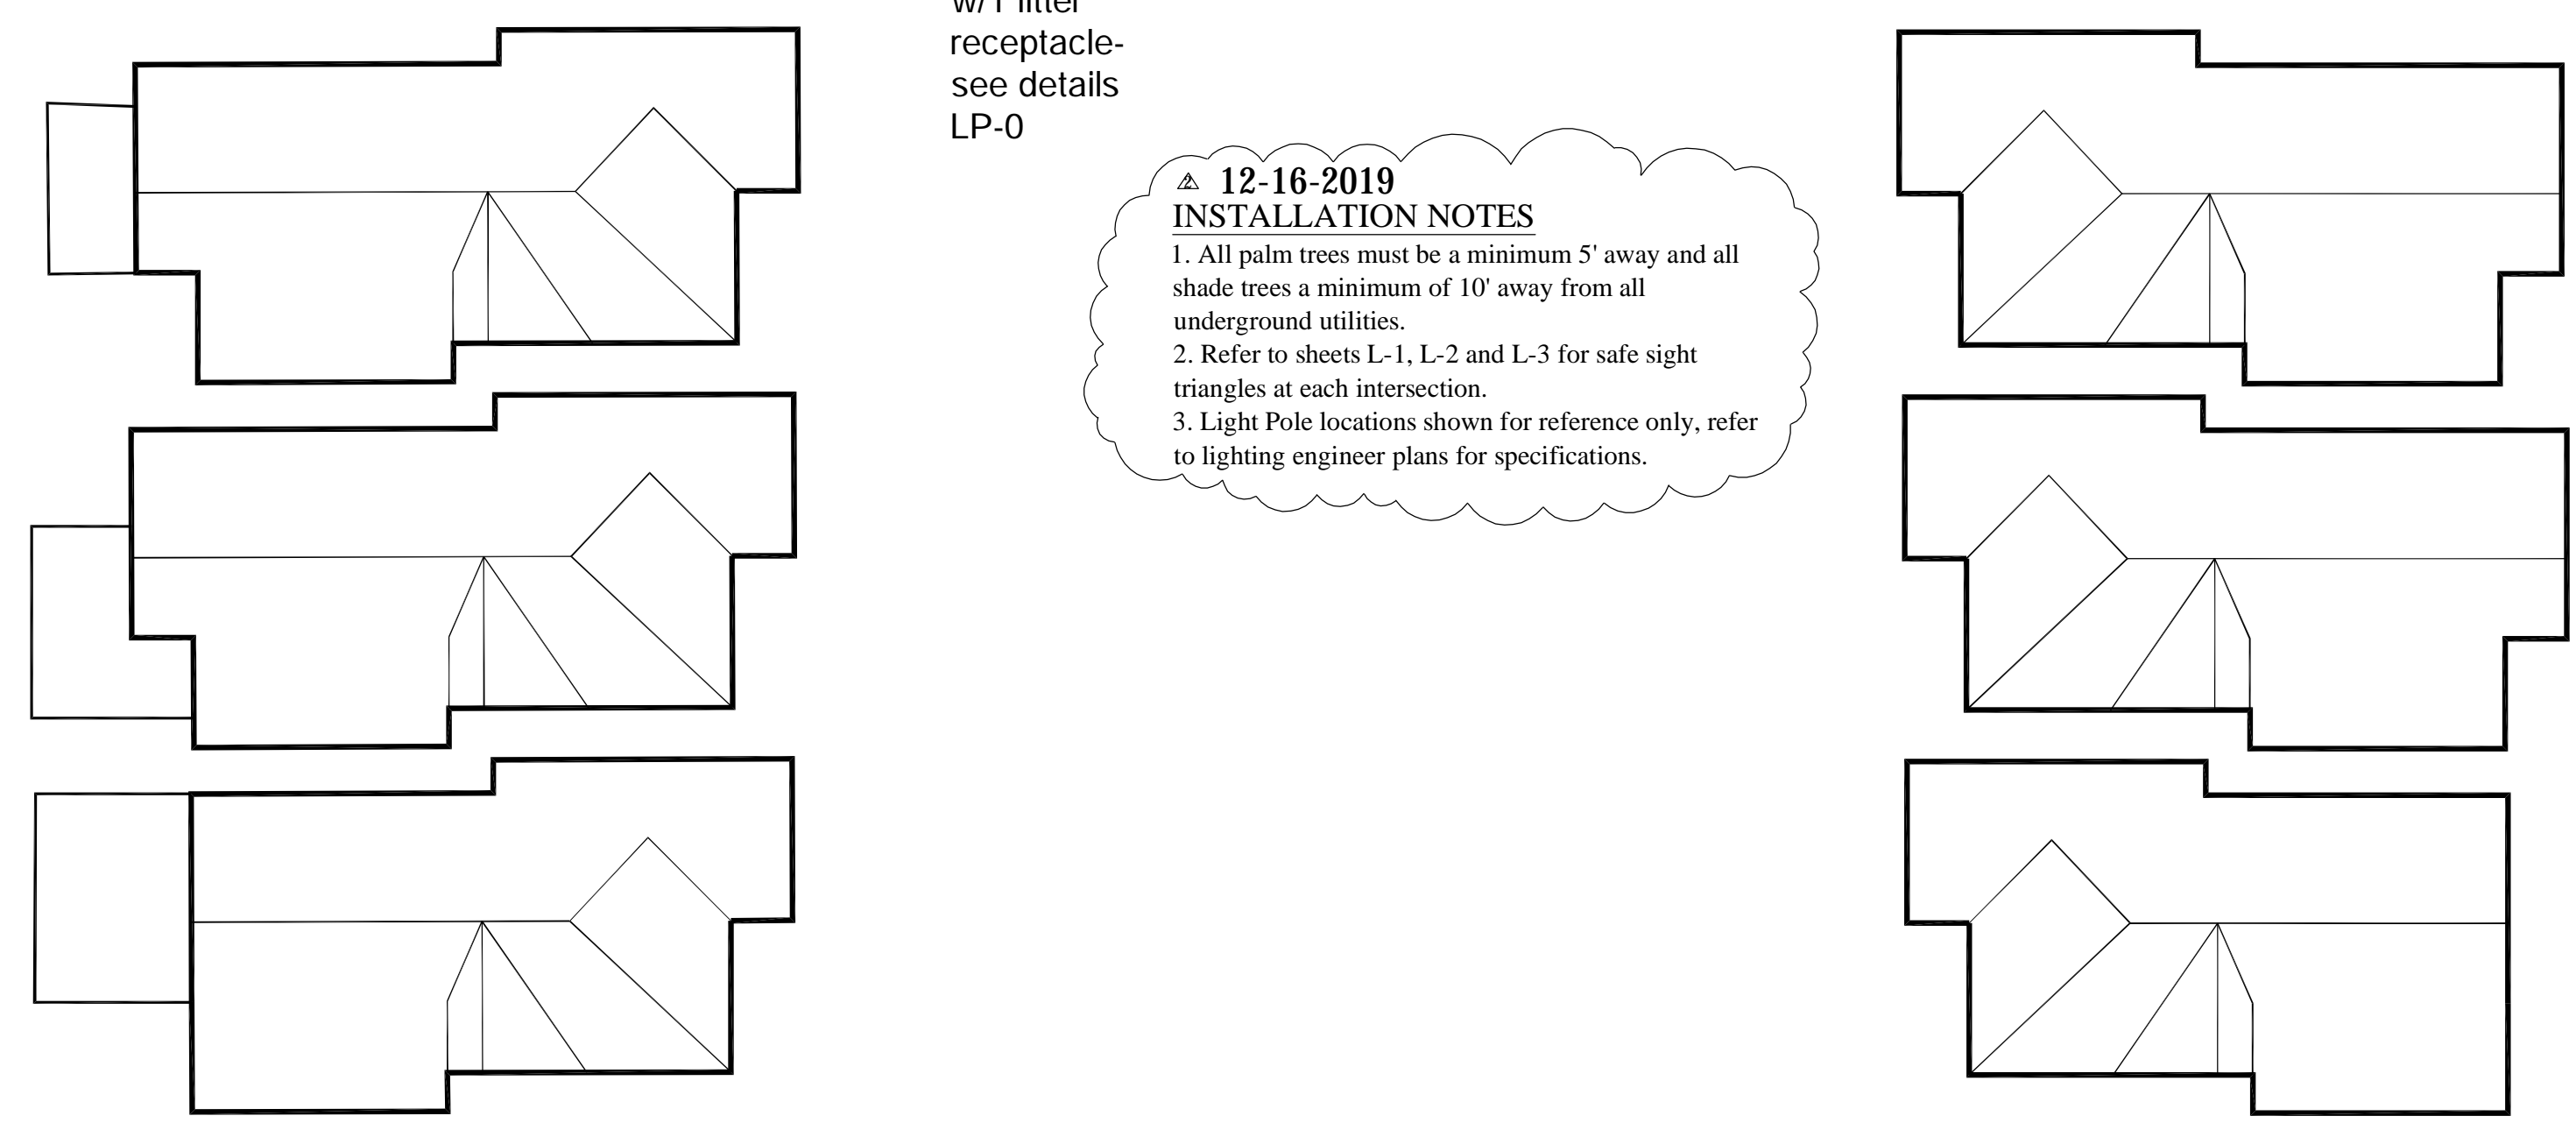 receptacle-
see details
LP-0
2 12-16-2019
INSTALLATION NOTES
1. All palm trees must be a minimum 5' away and all
shade trees a minimum of 10' away from all
underground utilities.
2. Refer to sheets L-1, L-2 and L-3 for safe sight
triangles at each intersection.
3. Light Pole locations shown for reference only, refer
to lighting engineer plans for specifications.